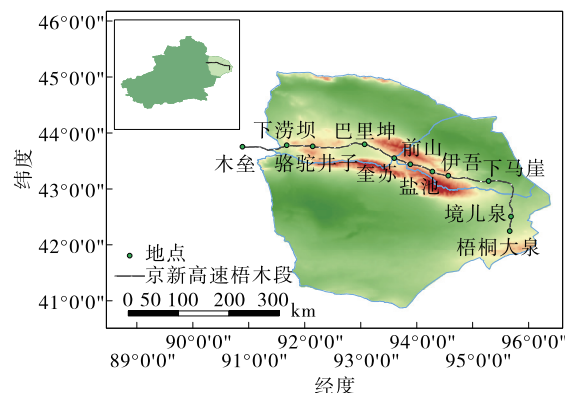 46°0′0″
45°0′0″
44°0′0″
43°0′0″
42°0′0″
41°0′0″
纬度
下涝坝
巴里坤
前山
木垒
骆驼井子
奎苏
伊吾
下马崖
盐池
境儿泉
梧桐大泉
地点
京新高速梧木段
0 50 100 200 300
km
90°0′0″ 92°0′0″ 94°0′0″ 96°0′0″
89°0′0″ 91°0′0″ 93°0′0″ 95°0′0″
经度